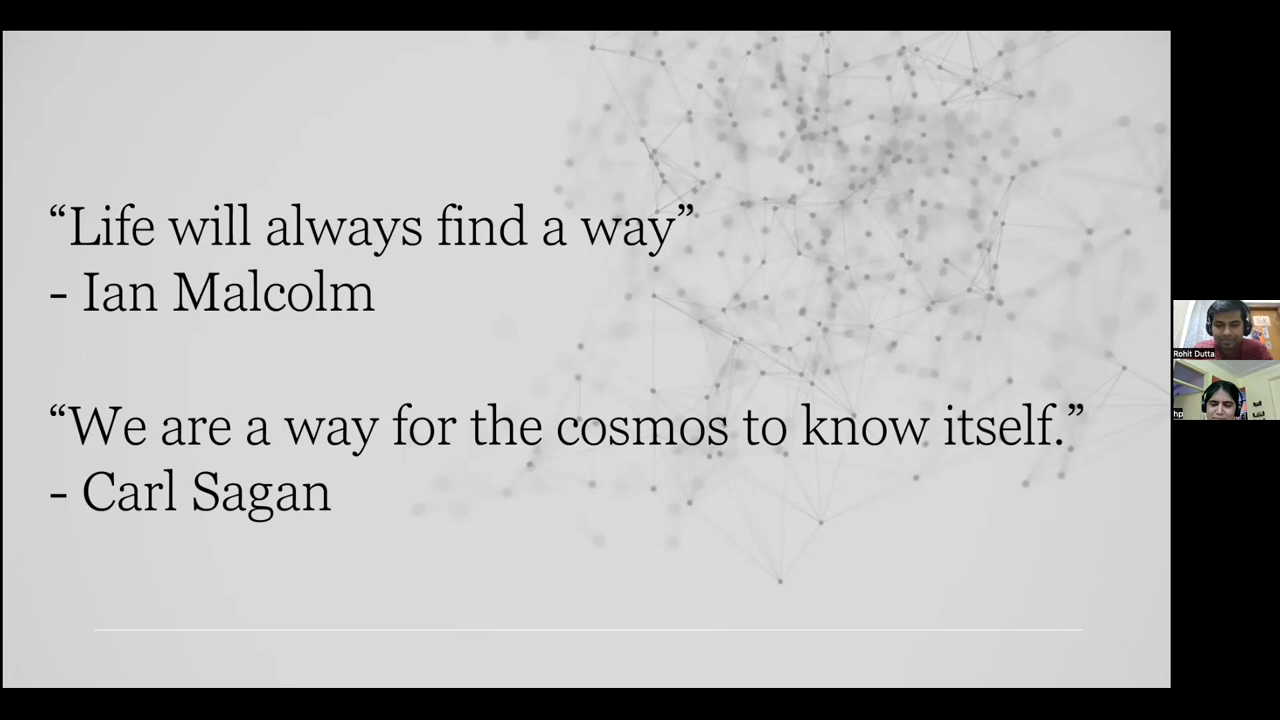 “Life will always find a way”
- Ian Malcolm
“We are a way for the cosmos to know itself.”
- Carl Sagan
Rohit Dutta
hp